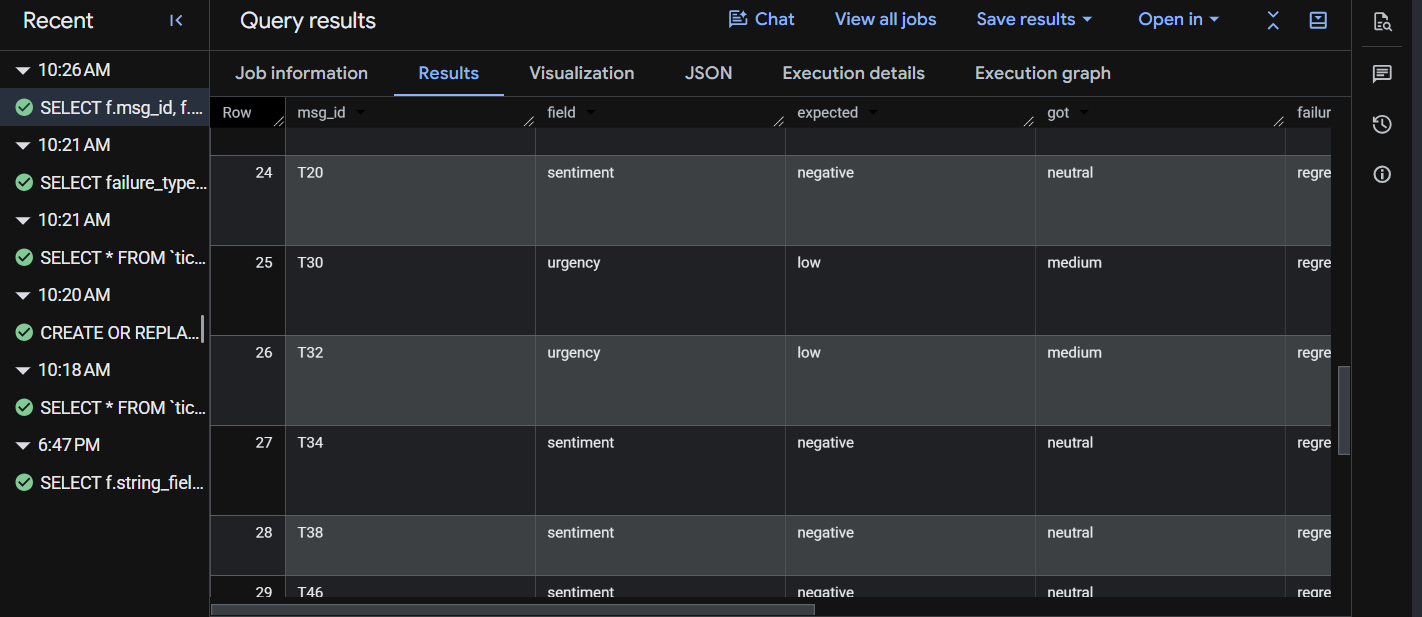 Recent
Query results
Chat
View all jobs
Save results
Open in
10:26 AM
SELECT f.msg_id, f....
10:21 AM
SELECT failure_type...
10:21 AM
SELECT * FROM `tic...
10:20 AM
CREATE OR REPLA...
10:18 AM
SELECT * FROM `tic...
6:47 PM
SELECT f.string_fiel...
Job information
Results
Visualization
JSON
Execution details
Execution graph
Row msg_id field expected got failur
24 T20 sentiment negative neutral regre
25 T30 urgency low medium regre
26 T32 urgency low medium regre
27 T34 sentiment negative neutral regre
28 T38 sentiment negative neutral regre
29 T46 sentiment negative neutral regre